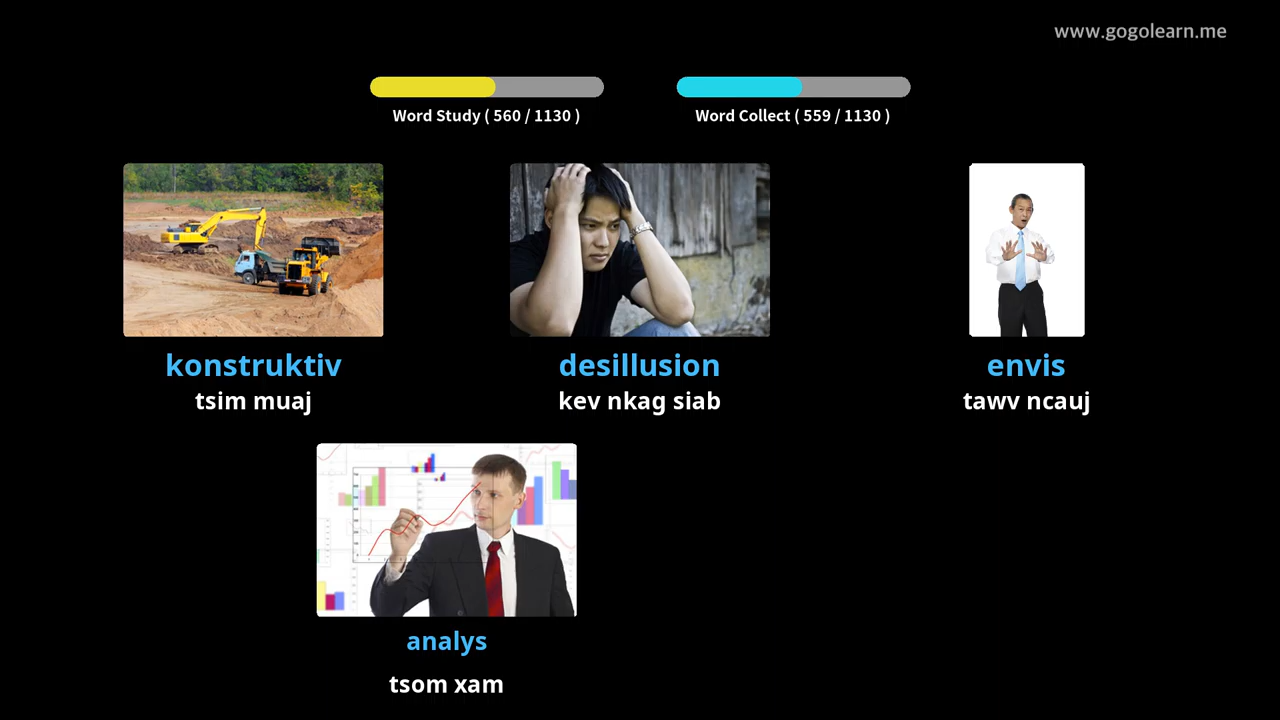 www.gogolearn.me
Word Study ( 560 / 1130 )
Word Collect ( 559 / 1130 )
konstruktiv
tsim muaj
desillusion
kev nkag siab
envis
tawv ncauj
analys
tsom xam